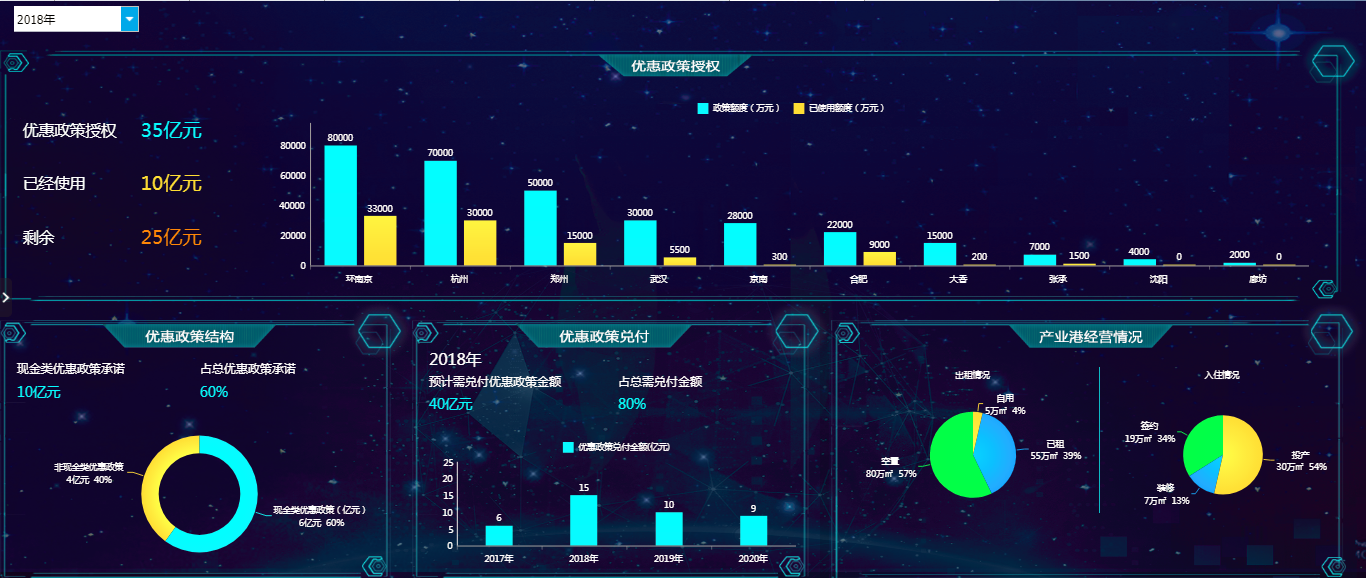 2018年
优惠政策授权
优惠政策授权 35亿元
已经使用 10亿元
剩余 25亿元
政策额度（万元） 已使用额度（万元）
80000
60000
40000
20000
0
80000 33000 70000 30000 50000 15000 30000 5500 28000 300 22000 9000 15000 200 7000 1500 4000 0 2000 0
环南京 杭州 郑州 武汉 京南 合肥 大香 张承 沈阳 廊坊
优惠政策结构
现金类优惠政策承诺 占总优惠政策承诺
10亿元 60%
非现金类优惠政策
4亿元 40%
现金类优惠政策（亿元）
6亿元 60%
优惠政策兑付
2018年
预计需兑付优惠政策金额 占总需兑付金额
40亿元 80%
优惠政策兑付金额(亿元)
25
20
15
10
5
0
6 15 10 9
2017年 2018年 2019年 2020年
产业港经营情况
出租情况
自用
5万㎡ 4%
已租
55万㎡ 39%
空置
80万㎡ 57%
入住情况
签约
19万㎡ 34%
投产
30万㎡ 54%
装修
7万㎡ 13%